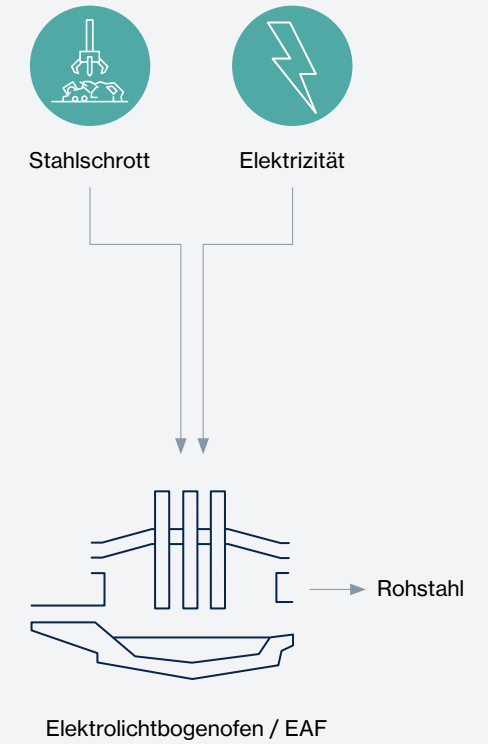 Stahlschrott
Elektrizität
Rohstahl
Elektrolichtbogenofen / EAF